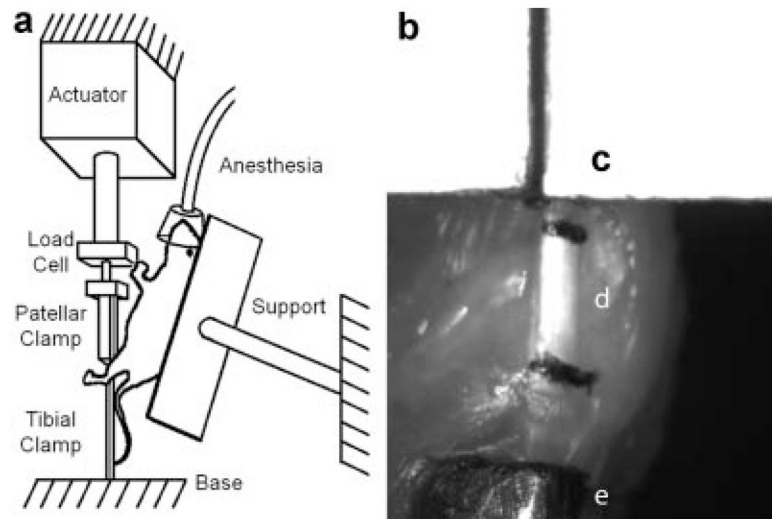 a
Actuator
Anesthesia
Load
Cell
Patellar
Clamp
Support
Tibial
Clamp
Base
b
c
d
e